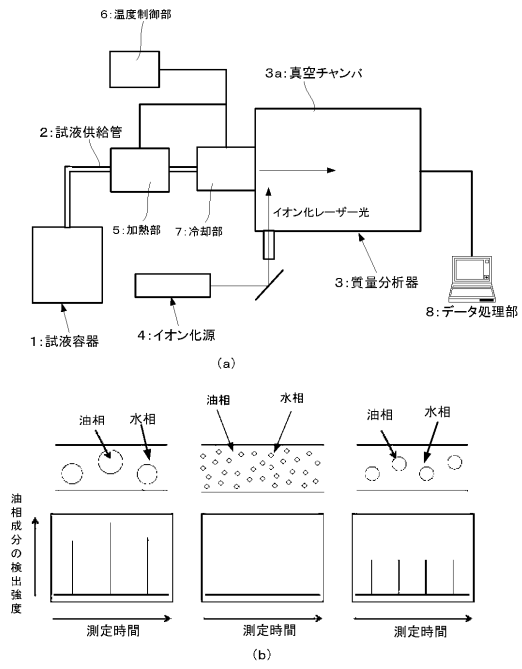 6:温度制御部
3a:真空チャンバ
2:試液供給管
5:加熱部
7:冷却部
イオン化レーザー光
3:質量分析器
4:イオン化源
1:試液容器
8:データ処理部
(a)
油相
水相
油相
水相
油相
水相
油相成分の検出強度
測定時間
測定時間
測定時間
(b)